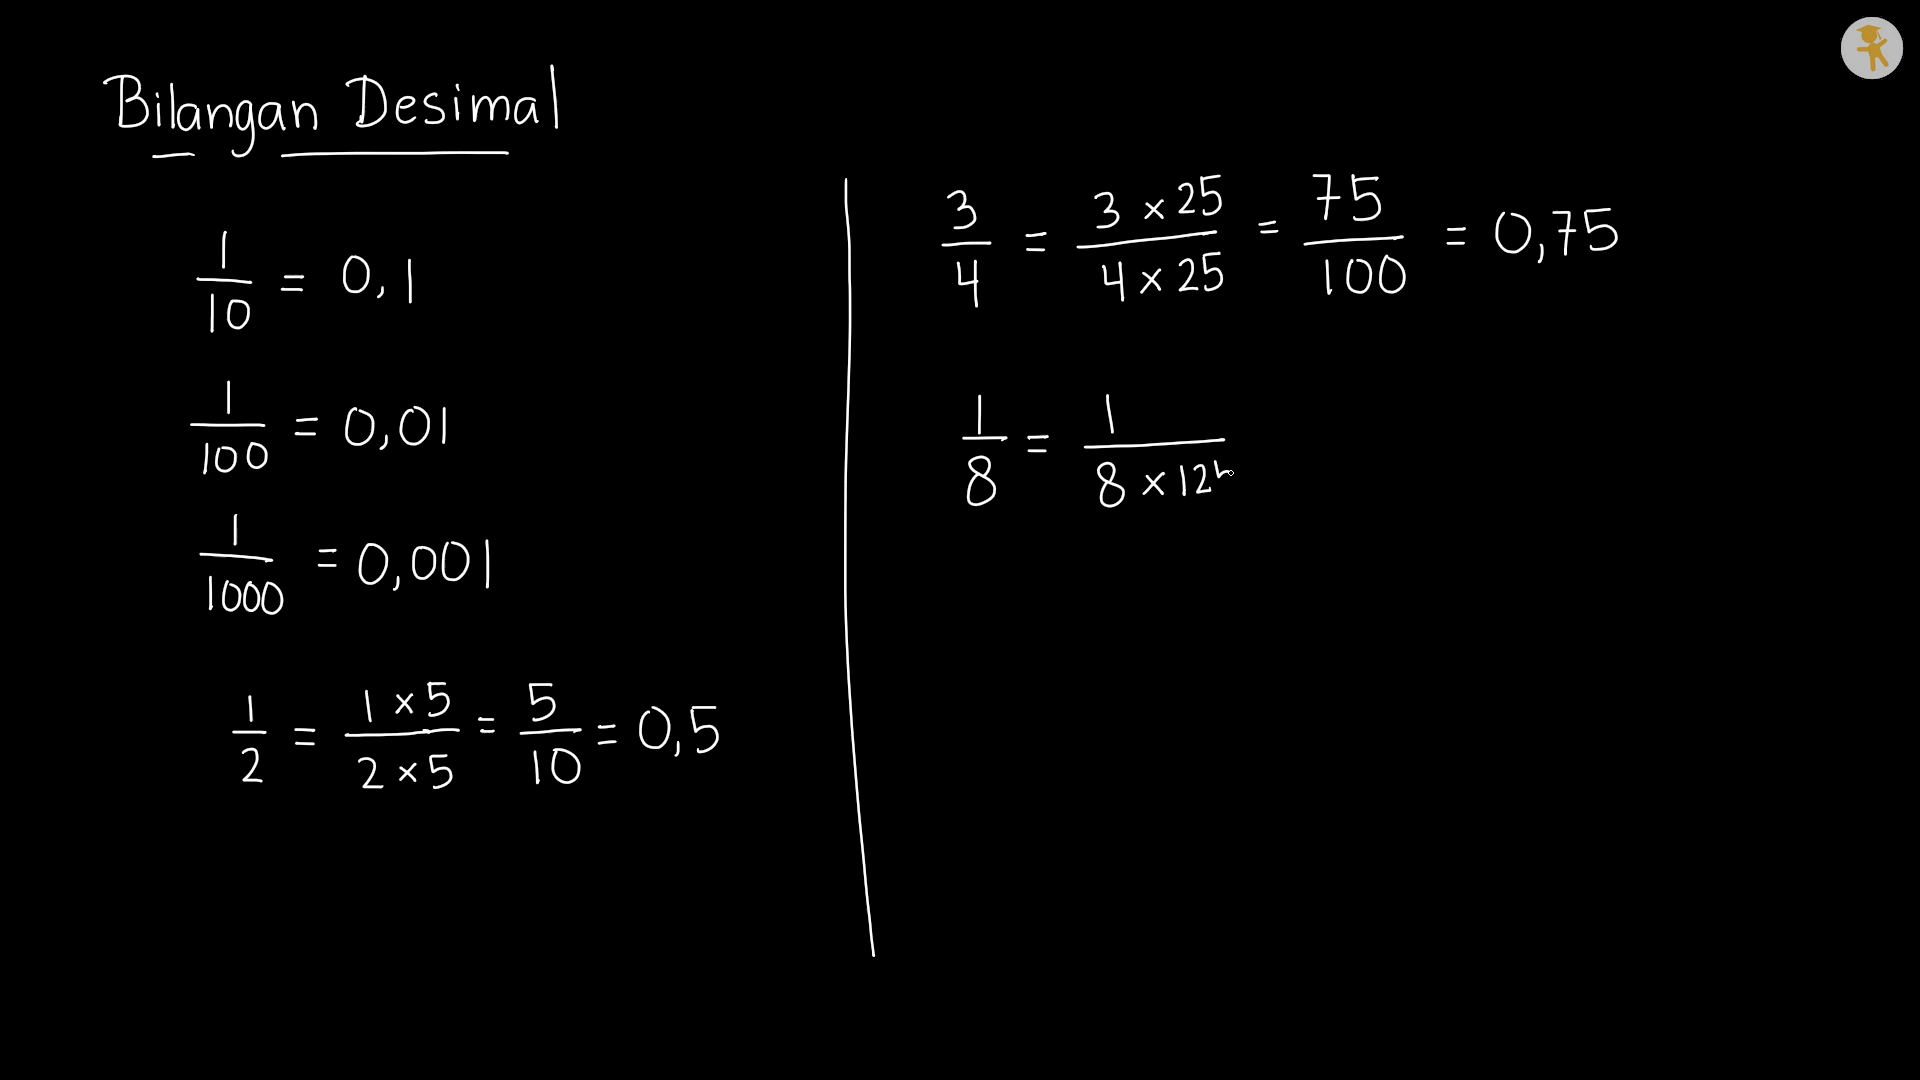 Bilangan Desimal
1/10 = 0,1
1/100 = 0,01
1/1000 = 0,001
1/2 = 1 x 5 / 2 x 5 = 5/10 = 0,5
3/4 = 3 x 25 / 4 x 25 = 75/100 = 0,75
1/8 = 1 / 8 x 12